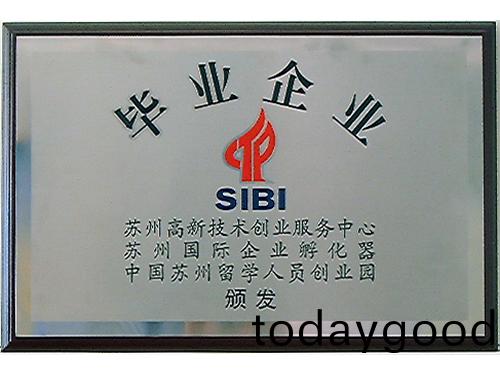 毕业企业
SIBI
苏州高新技术创业服务中心
苏州国际企业孵化器
中国苏州留学人员创业园
颁发
todaygood